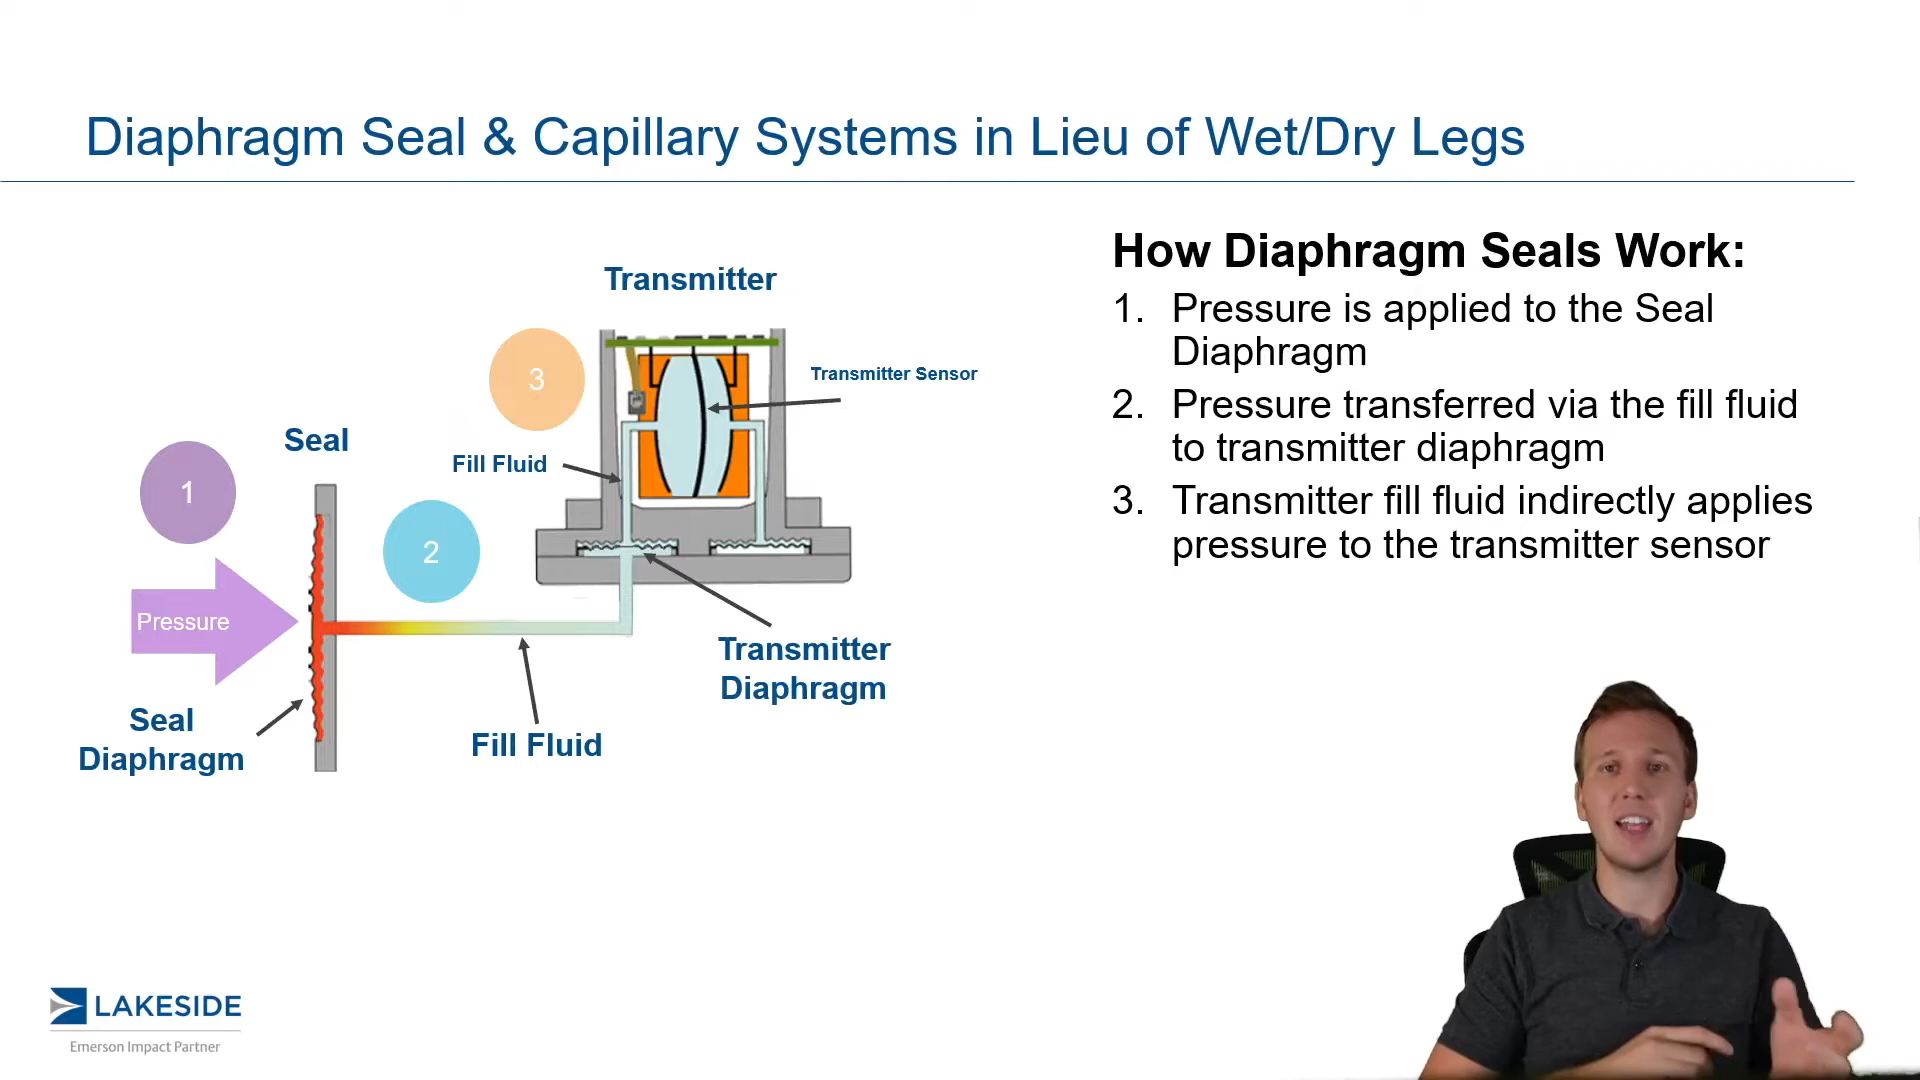 Diaphragm Seal & Capillary Systems in Lieu of Wet/Dry Legs
Transmitter
3
Transmitter Sensor
Seal
Fill Fluid
1
2
Pressure
Transmitter
Diaphragm
Seal
Diaphragm
Fill Fluid
How Diaphragm Seals Work:
1. Pressure is applied to the Seal
Diaphragm
2. Pressure transferred via the fill fluid
to transmitter diaphragm
3. Transmitter fill fluid indirectly applies
pressure to the transmitter sensor
LAKESIDE
Emerson Impact Partner